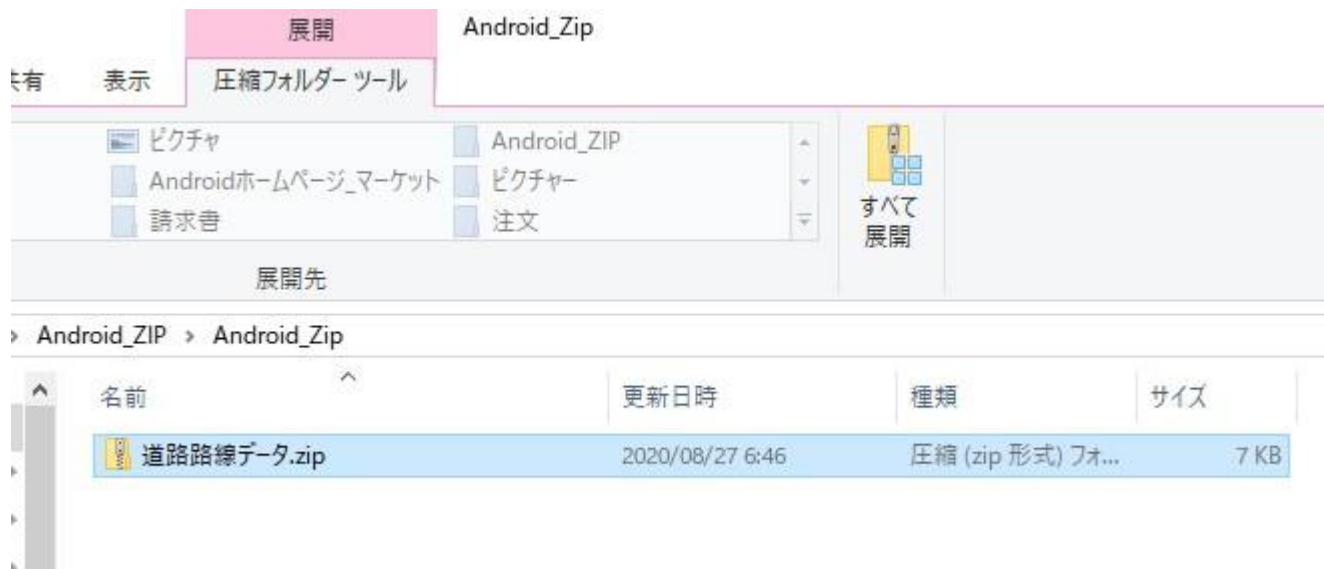 展開 Android_Zip
共有 表示 圧縮フォルダー ツール
ピクチャ Android_ZIP
Androidホームページ_マーケット ピクチャー
請求書 注文
すべて
展開
展開先
Android_ZIP > Android_Zip
名前 更新日時 種類 サイズ
道路路線データ.zip 2020/08/27 6:46 圧縮 (zip 形式) フォ... 7 KB